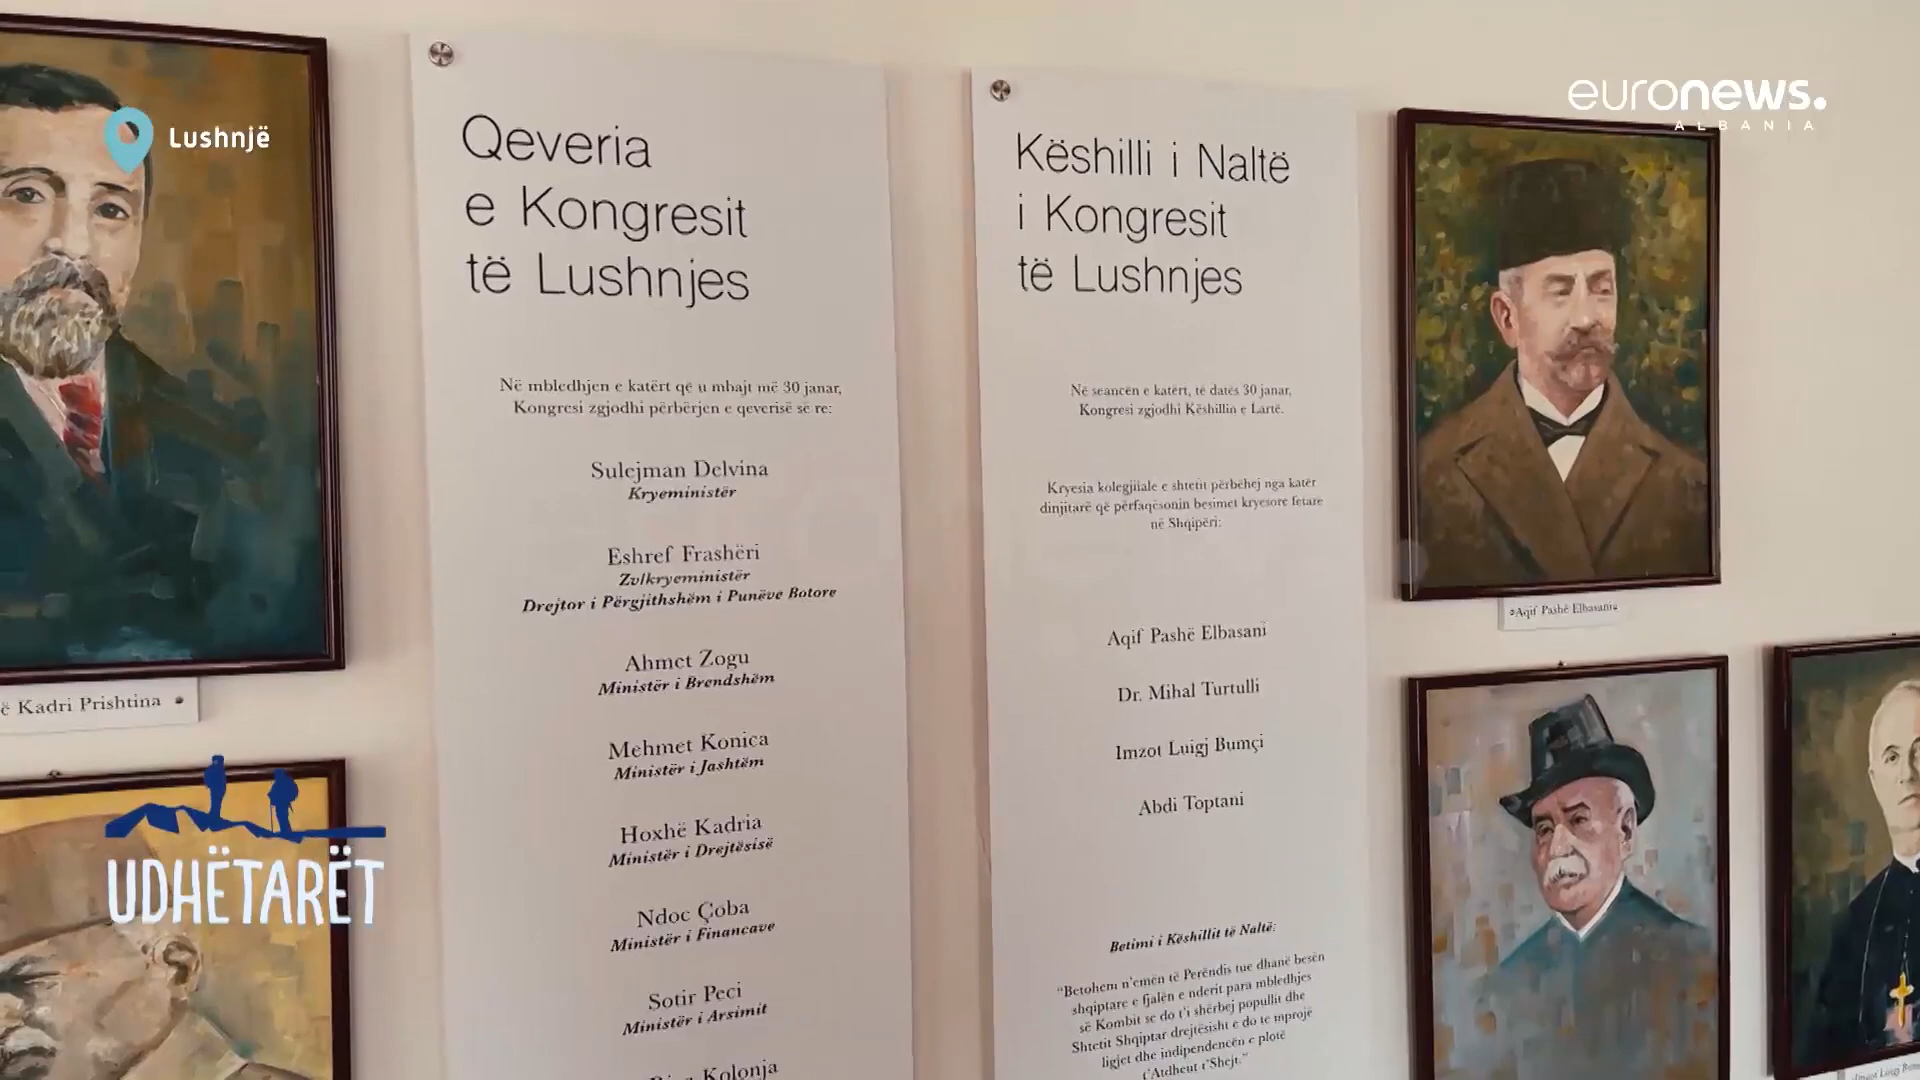 Lushnjë
euronews.
ALBANIA
Qeveria
e Kongresit
të Lushnjes
Në mbledhjen e katërt që u mbajt më 30 janar,
Kongresi zgjodhi përbërjen e qeverisë së re:
Sulejman Delvina
Kryeministër
Eshref Frashëri
Zvlkryeministër
Drejtor i Përgjithshëm i Punëve Botore
Ahmet Zogu
Ministër i Brendshëm
Mehmet Konica
Ministër i Jashtëm
Hoxhë Kadria
Ministër i Drejtësisë
Ndoc Çoba
Ministër i Financave
Sotir Peci
Ministër i Arsimit
Kolonja
Këshilli i Naltë
i Kongresit
të Lushnjes
Në seancën e katërt, të datës 30 janar,
Kongresi zgjodhi Këshillin e Lartë.
Kryesia kolegjiale e shtetit përbëhej nga katër
dinjitarë që përfaqësonin besimet kryesore fetare
në Shqipëri:
Aqif Pashë Elbasani
Dr. Mihal Turtulli
Imzot Luigj Bumçi
Abdi Toptani
Betimi i Këshillit të Naltë:
"Betohem n'emën të Perëndis tue dhanë besën
shqiptare e fjalën e nderit para mbledhjes
së Kombit se do t'i shërbej popullit dhe
Shtetit Shqiptar drejtësisht e do të mprojë
ligjet dhe indipendencën e plotë
t'Atdheut t'Shejt."
Aqif Pashë Elbasani
ë Kadri Prishtina
UDHËTARËT
Luigj